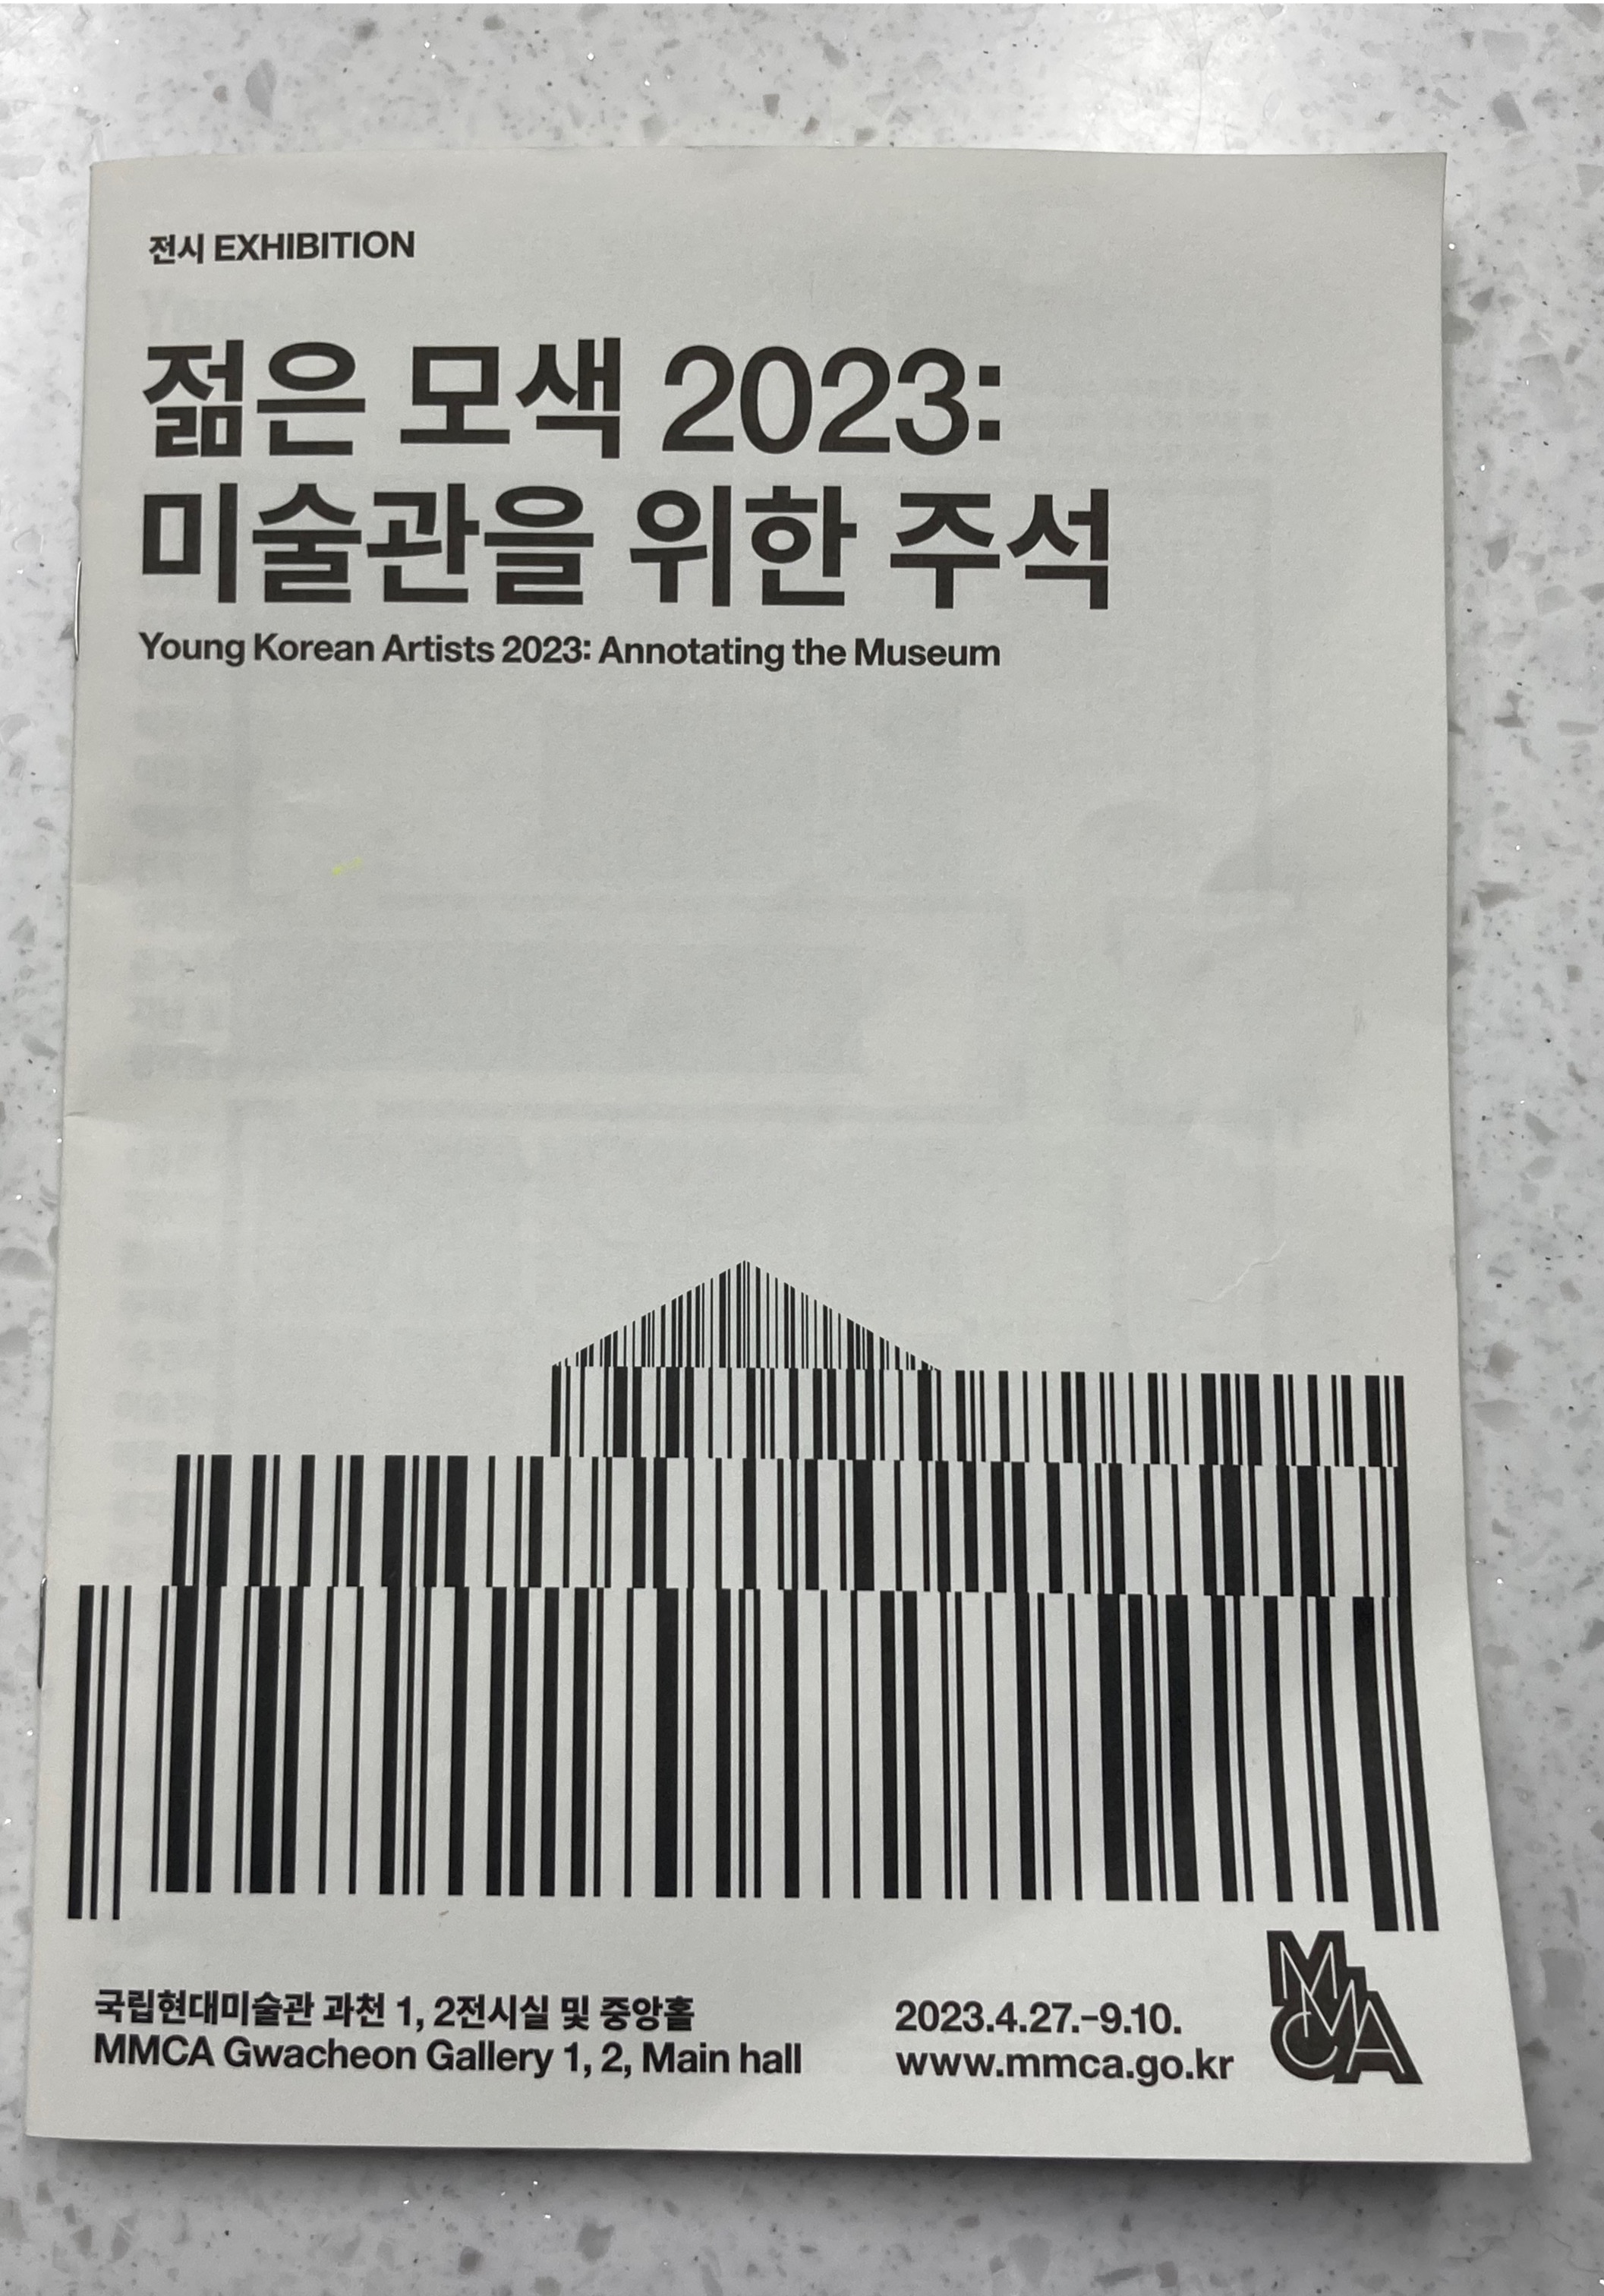 전시 EXHIBITION
젊은 모색 2023:
미술관을 위한 주석
Young Korean Artists 2023: Annotating the Museum
국립현대미술관 과천 1, 2전시실 및 중앙홀
MMCA Gwacheon Gallery 1, 2, Main hall
2023.4.27.–9.10.
www.mmca.go.kr
MMCA